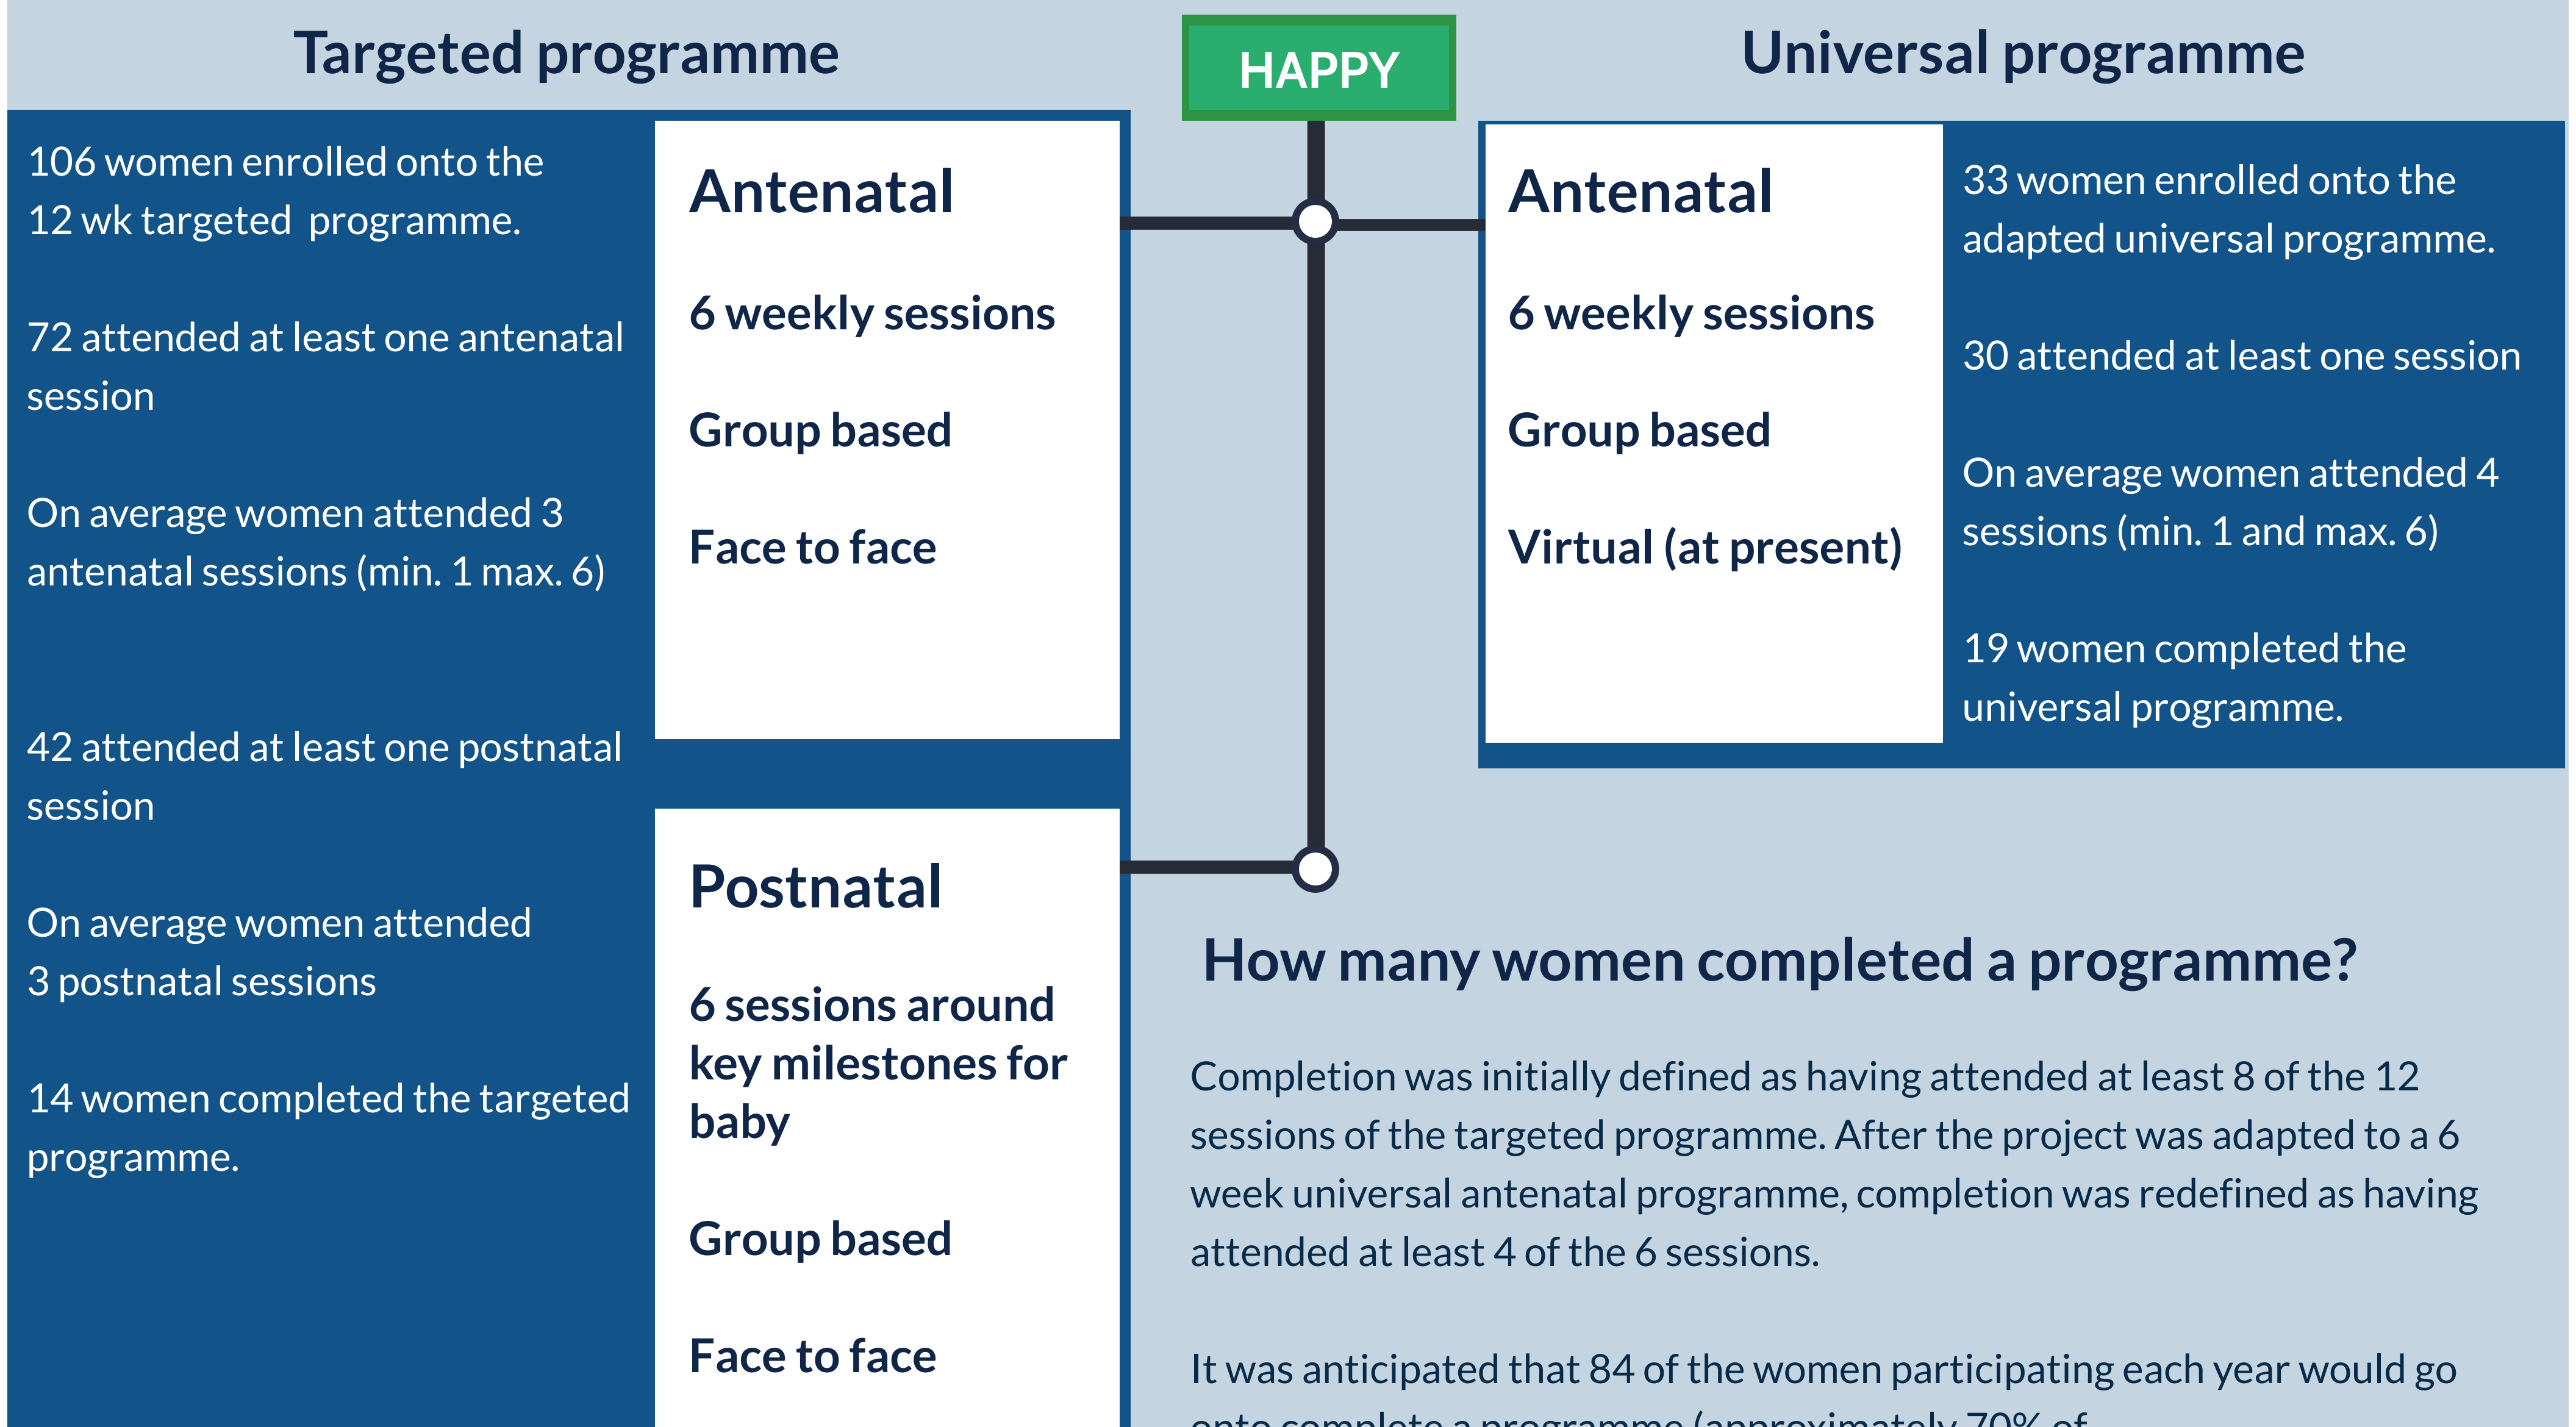 Targeted programme
HAPPY
Universal programme
106 women enrolled onto the
12 wk targeted  programme.
72 attended at least one antenatal
session
On average women attended 3
antenatal sessions (min. 1 max. 6)
42 attended at least one postnatal
session
On average women attended
3 postnatal sessions
14 women completed the targeted
programme.
Antenatal
6 weekly sessions
Group based
Face to face
Postnatal
6 sessions around
key milestones for
baby
Group based
Face to face
Antenatal
6 weekly sessions
Group based
Virtual (at present)
33 women enrolled onto the
adapted universal programme.
30 attended at least one session
On average women attended 4
sessions (min. 1 and max. 6)
19 women completed the
universal programme.
How many women completed a programme?
Completion was initially defined as having attended at least 8 of the 12
sessions of the targeted programme. After the project was adapted to a 6
week universal antenatal programme, completion was redefined as having
attended at least 4 of the 6 sessions.
It was anticipated that 84 of the women participating each year would go
onto complete a programme (approximately 70% of